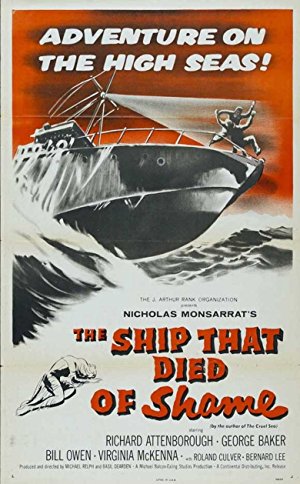 ADVENTURE ON
THE HIGH SEAS!
THE J. ARTHUR RANK ORGANIZATION
presents
NICHOLAS MONSARRAT'S
THE SHIP THAT
DIED
OF Shame
(by the author of The Cruel Sea)
starring
RICHARD ATTENBOROUGH · GEORGE BAKER
BILL OWEN · VIRGINIA McKENNA · with ROLAND CULVER · BERNARD LEE
Produced and directed by MICHAEL RELPH and BASIL DEARDEN · A Michael Balcon-Ealing Studios Production · A Continental Distributing, Inc. Release